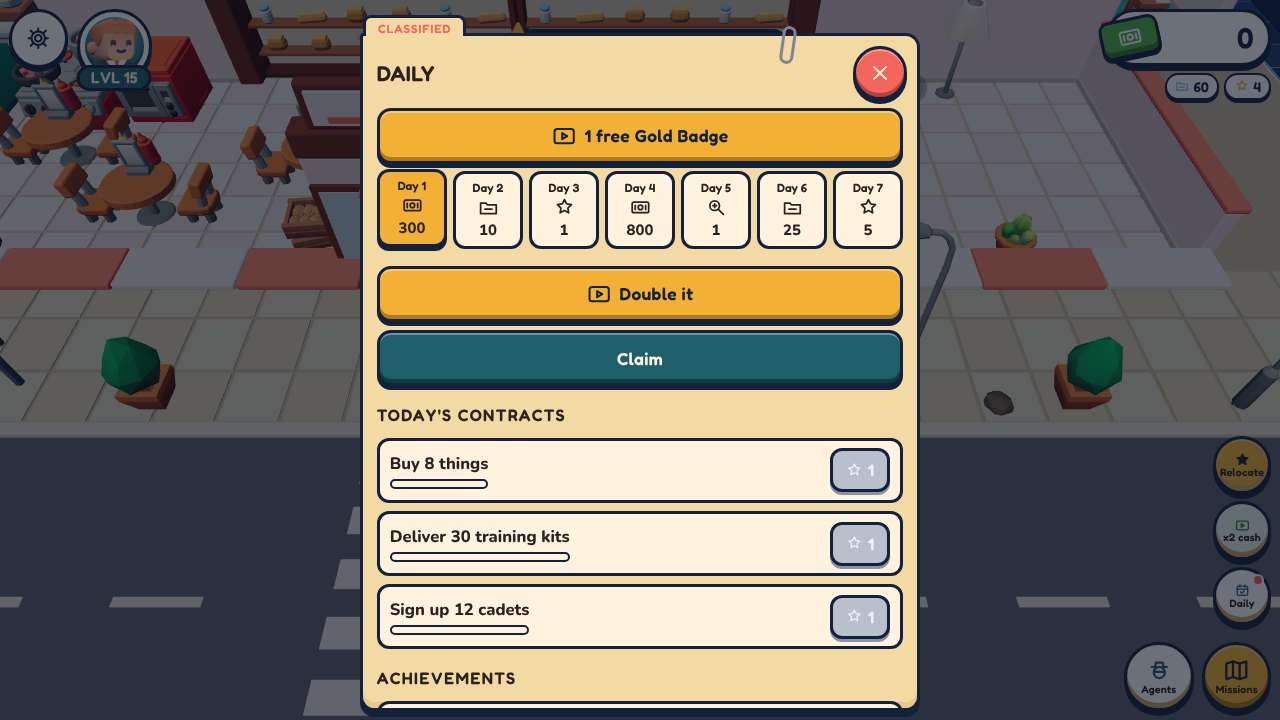 CLASSIFIED
DAILY
1 free Gold Badge
Day 1
300
Day 2
10
Day 3
1
Day 4
800
Day 5
1
Day 6
25
Day 7
5
Double it
Claim
TODAY'S CONTRACTS
Buy 8 things
1
Deliver 30 training kits
1
Sign up 12 cadets
1
ACHIEVEMENTS
LVL 15
0
60
4
Relocate
x2 cash
Daily
Agents
Missions